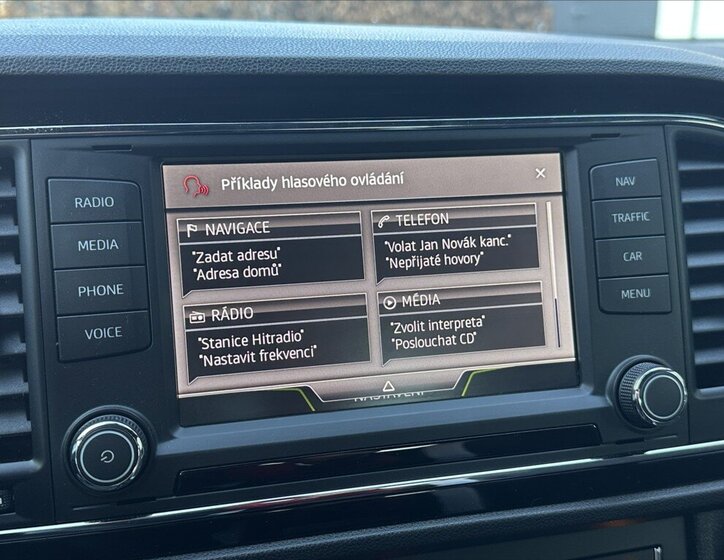 RADIO
MEDIA
PHONE
VOICE
Příklady hlasového ovládání
×
NAVIGACE
"Zadat adresu"
"Adresa domů"
TELEFON
"Volat Jan Novák kanc."
"Nepřijaté hovory"
RÁDIO
"Stanice Hitradio"
"Nastavit frekvenci"
MÉDIA
"Zvolit interpreta"
"Poslouchat CD"
NASTAVENÍ
NAV
TRAFFIC
CAR
MENU